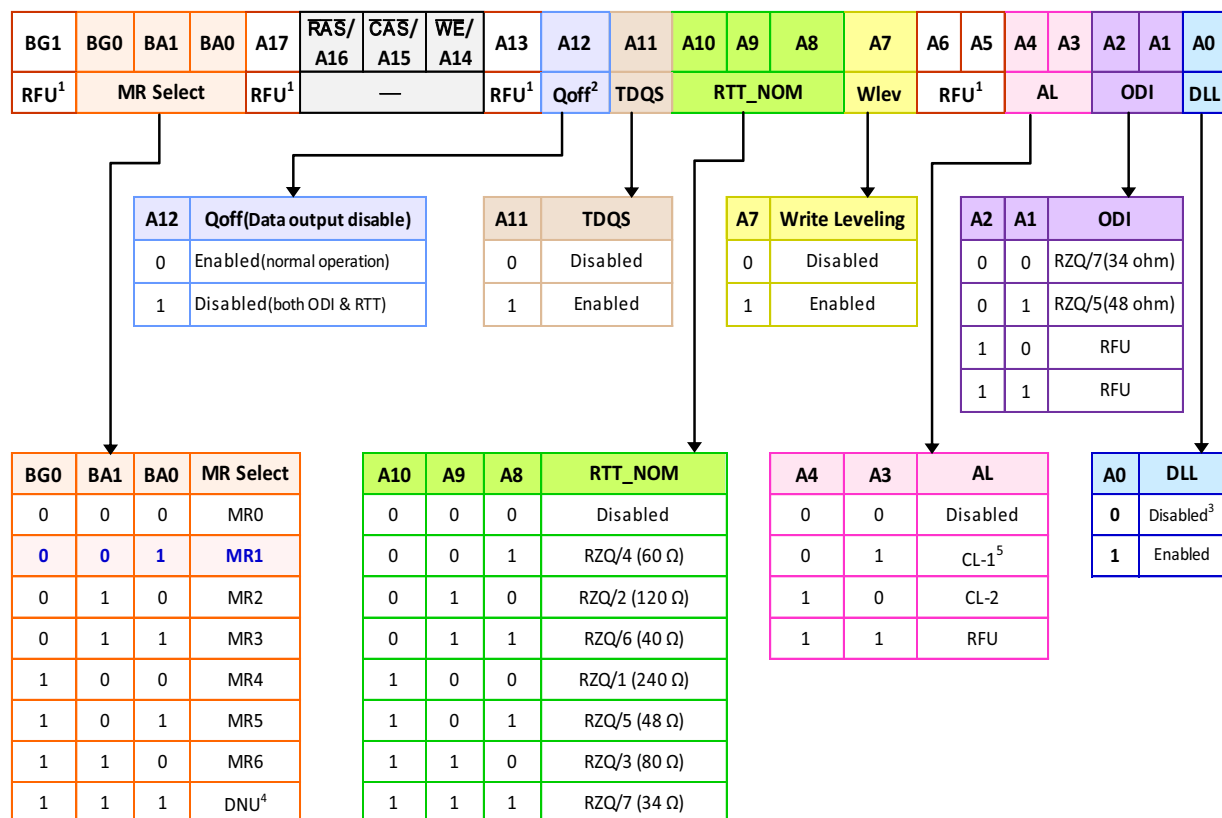 BG1 BG0 BA1 BA0 A17 RAS/ A16 CAS/ A15 WE/ A14 A13 A12 A11 A10 A9 A8 A7 A6 A5 A4 A3 A2 A1 A0
RFU1 MR Select RFU1 — RFU1 Qoff2 TDQS RTT_NOM Wlev RFU1 AL ODI DLL
A12 Qoff(Data output disable)
0 Enabled(normal operation)
1 Disabled(both ODI & RTT)
A11 TDQS
0 Disabled
1 Enabled
A7 Write Leveling
0 Disabled
1 Enabled
A2 A1 ODI
0 0 RZQ/7(34 ohm)
0 1 RZQ/5(48 ohm)
1 0 RFU
1 1 RFU
BG0 BA1 BA0 MR Select
0 0 0 MR0
0 0 1 MR1
0 1 0 MR2
0 1 1 MR3
1 0 0 MR4
1 0 1 MR5
1 1 0 MR6
1 1 1 DNU4
A10 A9 A8 RTT_NOM
0 0 0 Disabled
0 0 1 RZQ/4 (60 Ω)
0 1 0 RZQ/2 (120 Ω)
0 1 1 RZQ/6 (40 Ω)
1 0 0 RZQ/1 (240 Ω)
1 0 1 RZQ/5 (48 Ω)
1 1 0 RZQ/3 (80 Ω)
1 1 1 RZQ/7 (34 Ω)
A4 A3 AL
0 0 Disabled
0 1 CL-15
1 0 CL-2
1 1 RFU
A0 DLL
0 Disabled3
1 Enabled